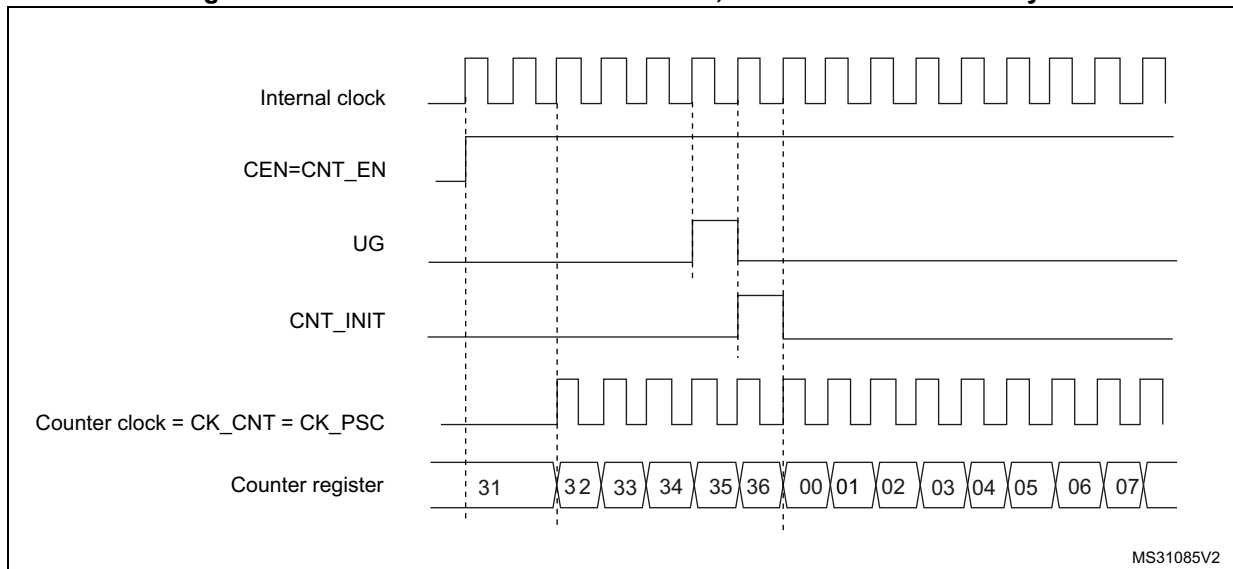 Internal clock
CEN=CNT_EN
UG
CNT_INIT
Counter clock = CK_CNT = CK_PSC
Counter register 31 32 33 34 35 36 00 01 02 03 04 05 06 07
MS31085V2